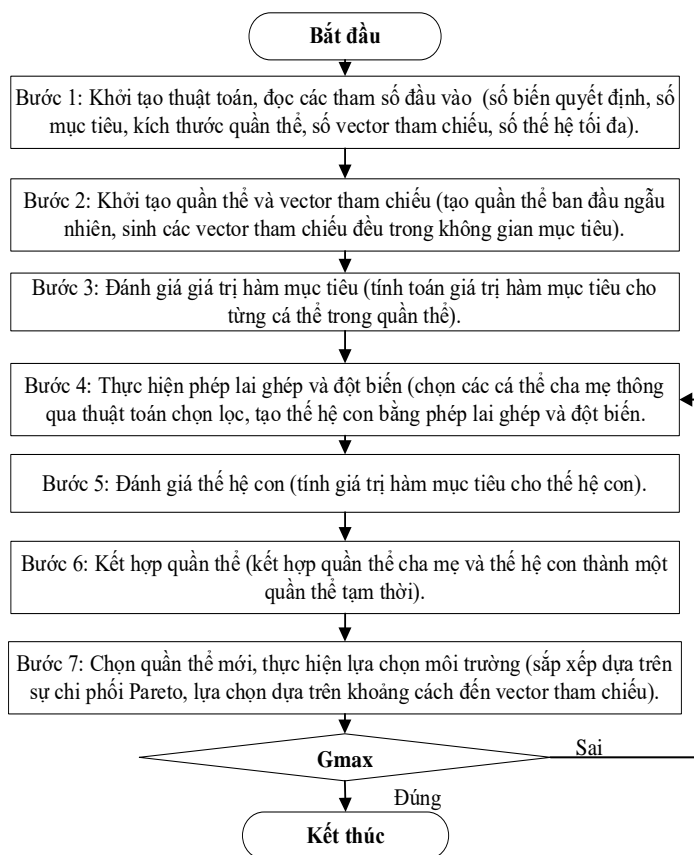 Bắt đầu
Bước 1: Khởi tạo thuật toán, đọc các tham số đầu vào (số biến quyết định, số
mục tiêu, kích thước quần thể, số vector tham chiếu, số thế hệ tối đa).
Bước 2: Khởi tạo quần thể và vector tham chiếu (tạo quần thể ban đầu ngẫu
nhiên, sinh các vector tham chiếu đều trong không gian mục tiêu).
Bước 3: Đánh giá giá trị hàm mục tiêu (tính toán giá trị hàm mục tiêu cho
từng cá thể trong quần thể).
Bước 4: Thực hiện phép lai ghép và đột biến (chọn các cá thể cha mẹ thông
qua thuật toán chọn lọc, tạo thế hệ con bằng phép lai ghép và đột biến.
Bước 5: Đánh giá thế hệ con (tính giá trị hàm mục tiêu cho thế hệ con).
Bước 6: Kết hợp quần thể (kết hợp quần thể cha mẹ và thế hệ con thành một
quần thể tạm thời).
Bước 7: Chọn quần thể mới, thực hiện lựa chọn môi trường (sắp xếp dựa trên
sự chi phối Pareto, lựa chọn dựa trên khoảng cách đến vector tham chiếu).
Gmax
Sai
Đúng
Kết thúc